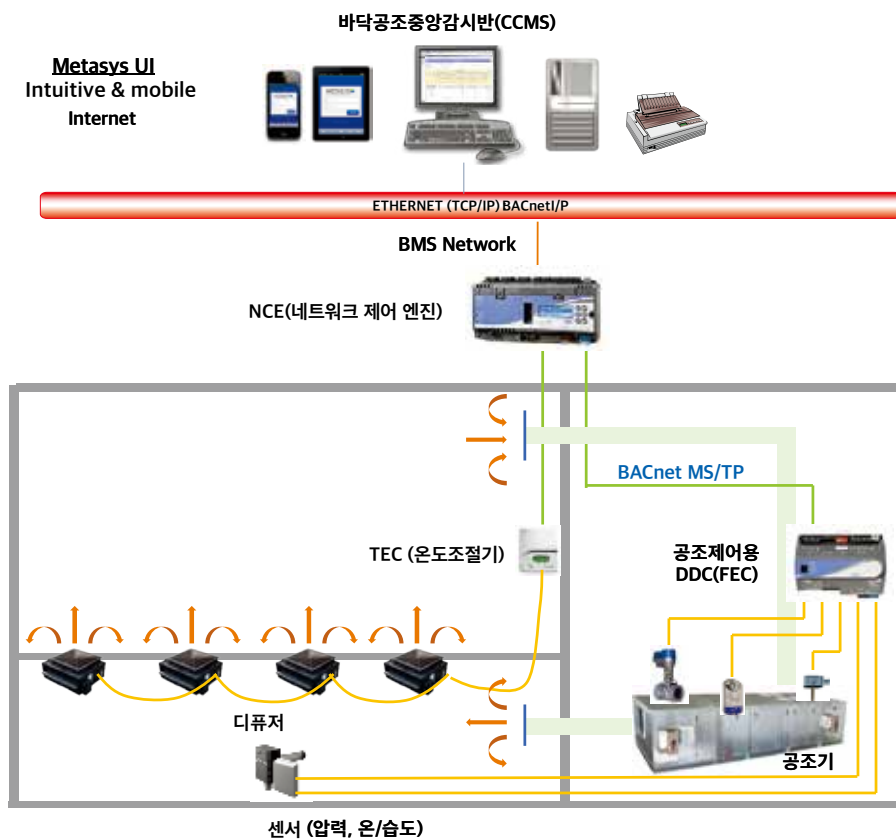 바닥공조중앙감시반(CCMS)
Metasys UI
Intuitive & mobile
Internet
ETHERNET (TCP/IP) BACnetI/P
BMS Network
NCE(네트워크 제어 엔진)
BACnet MS/TP
TEC (온도조절기)
공조제어용
DDC(FEC)
디퓨저
공조기
센서 (압력, 온/습도)